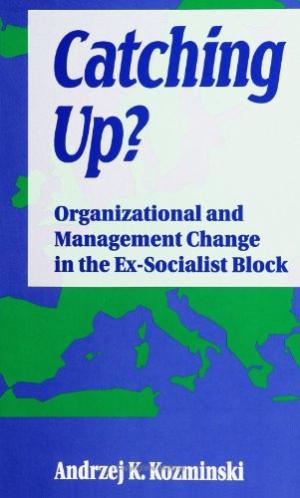 Catching
Up?
Organizational and
Management Change
in the Ex-Socialist Block
Andrzej K. Kozminski